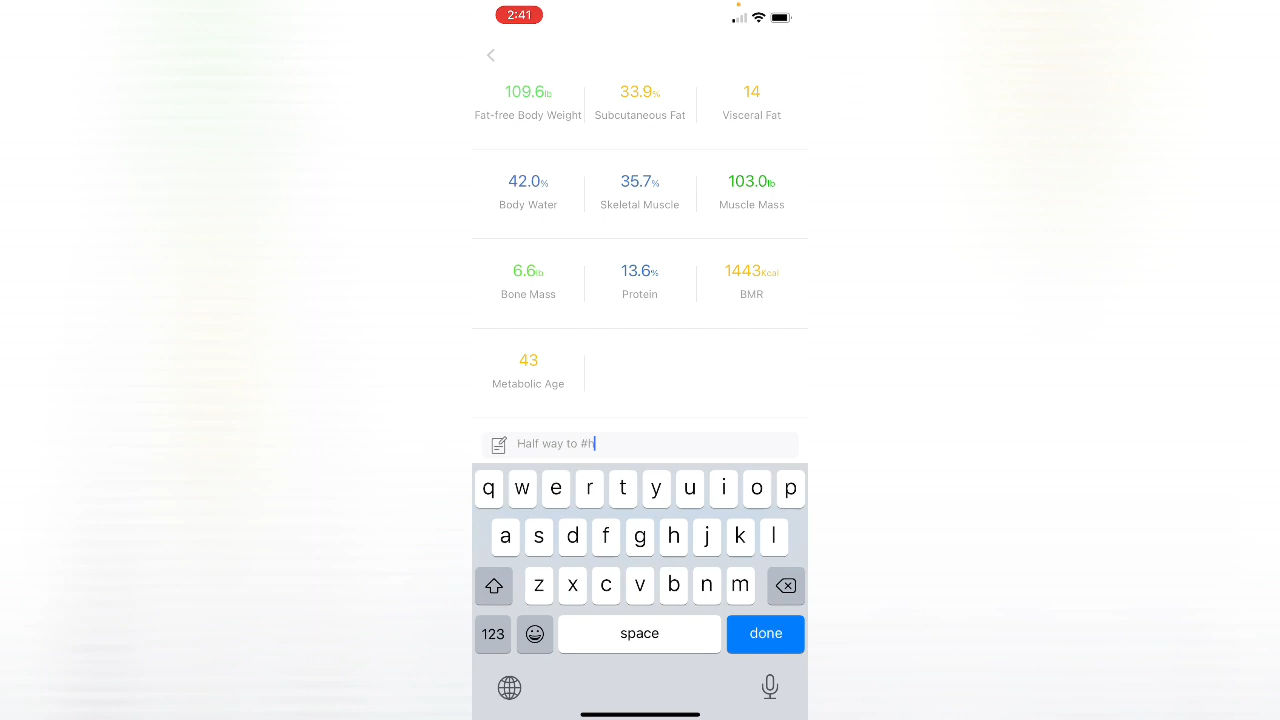 2:41
109.6lb 33.9% 14
Fat-free Body Weight Subcutaneous Fat Visceral Fat
42.0% 35.7% 103.0lb
Body Water Skeletal Muscle Muscle Mass
6.6lb 13.6% 1443Kcal
Bone Mass Protein BMR
43
Metabolic Age
Half way to #h
q w e r t y u i o p
a s d f g h j k l
z x c v b n m
123 space done